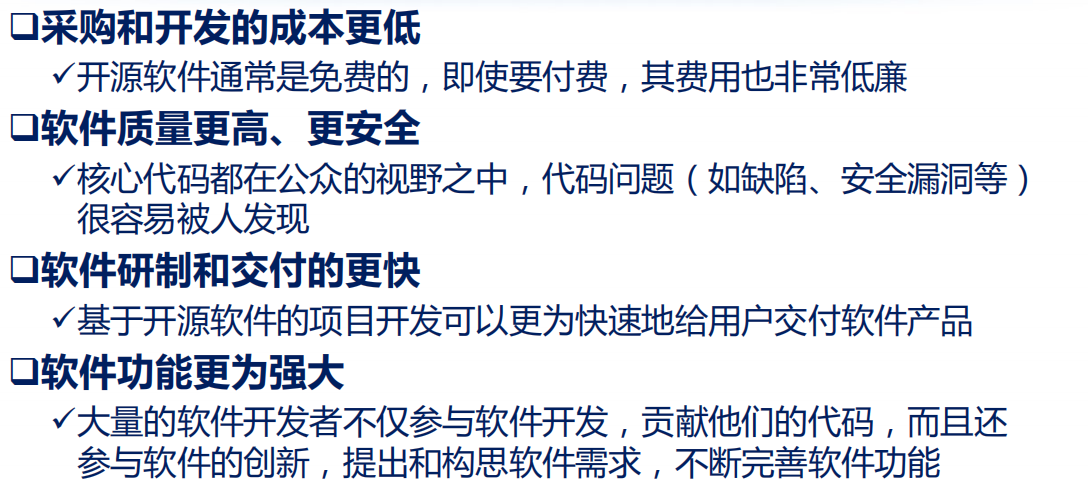 ❑采购和开发的成本更低
✓开源软件通常是免费的，即使要付费，其费用也非常低廉
❑软件质量更高、更安全
✓核心代码都在公众的视野之中，代码问题（如缺陷、安全漏洞等）
很容易被人发现
❑软件研制和交付的更快
✓基于开源软件的项目开发可以更为快速地给用户交付软件产品
❑软件功能更为强大
✓大量的软件开发者不仅参与软件开发，贡献他们的代码，而且还
参与软件的创新，提出和构思软件需求，不断完善软件功能